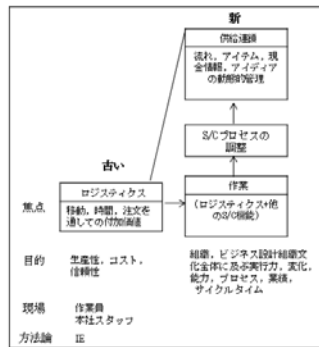 新
供給連鎖
流れ，アイテム，現
金情報，アイディア
の動態的管理
S/Cプロセスの
調整
古い
ロジスティクス
作業
焦点
移動，時間，注文を
通しての付加価値
(ロジスティクス+他
のS/C機能)
目的
生産性，コスト，
信頼性
組織，ビジネス設計組織文
化全体に及ぶ実行力，変化，
能力，プロセス，業績，
サイクルタイム
現場
作業員
本社スタッフ
方法論
IE